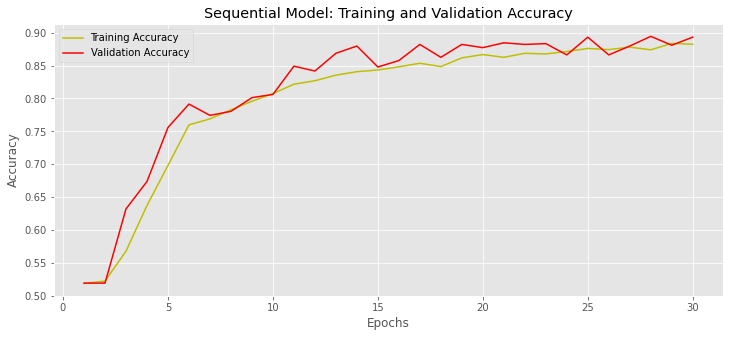 Sequential Model: Training and Validation Accuracy
Training Accuracy
Validation Accuracy
0.90
0.85
0.80
0.75
0.70
0.65
0.60
0.55
0.50
Accuracy
0 5 10 15 20 25 30
Epochs